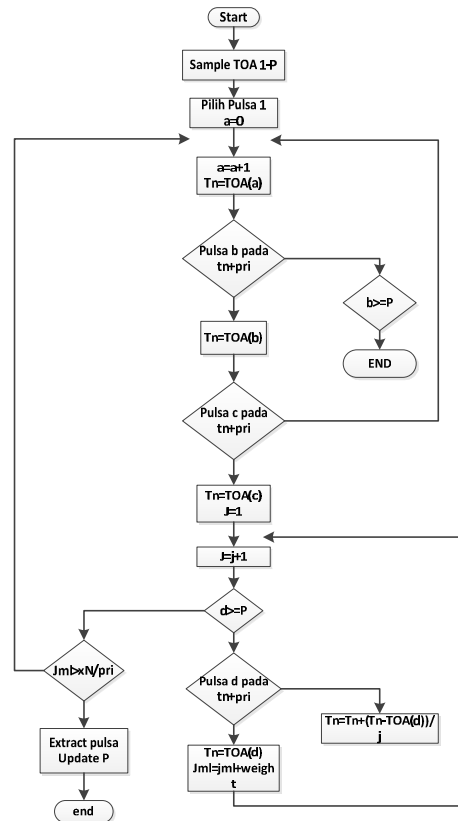 Start
Sample TOA 1-P
Pilih Pulsa 1
a=0
a=a+1
Tn=TOA(a)
Pulsa b pada
tn+pri
b>=P
Tn=TOA(b)
END
Pulsa c pada
tn+pri
Tn=TOA(c)
J=1
J=j+1
d>=P
Jml>xN/pri
Pulsa d pada
tn+pri
Tn=Tn+(Tn-TOA(d))/
j
Extract pulsa
Update P
Tn=TOA(d)
Jml=jml+weigh
t
end